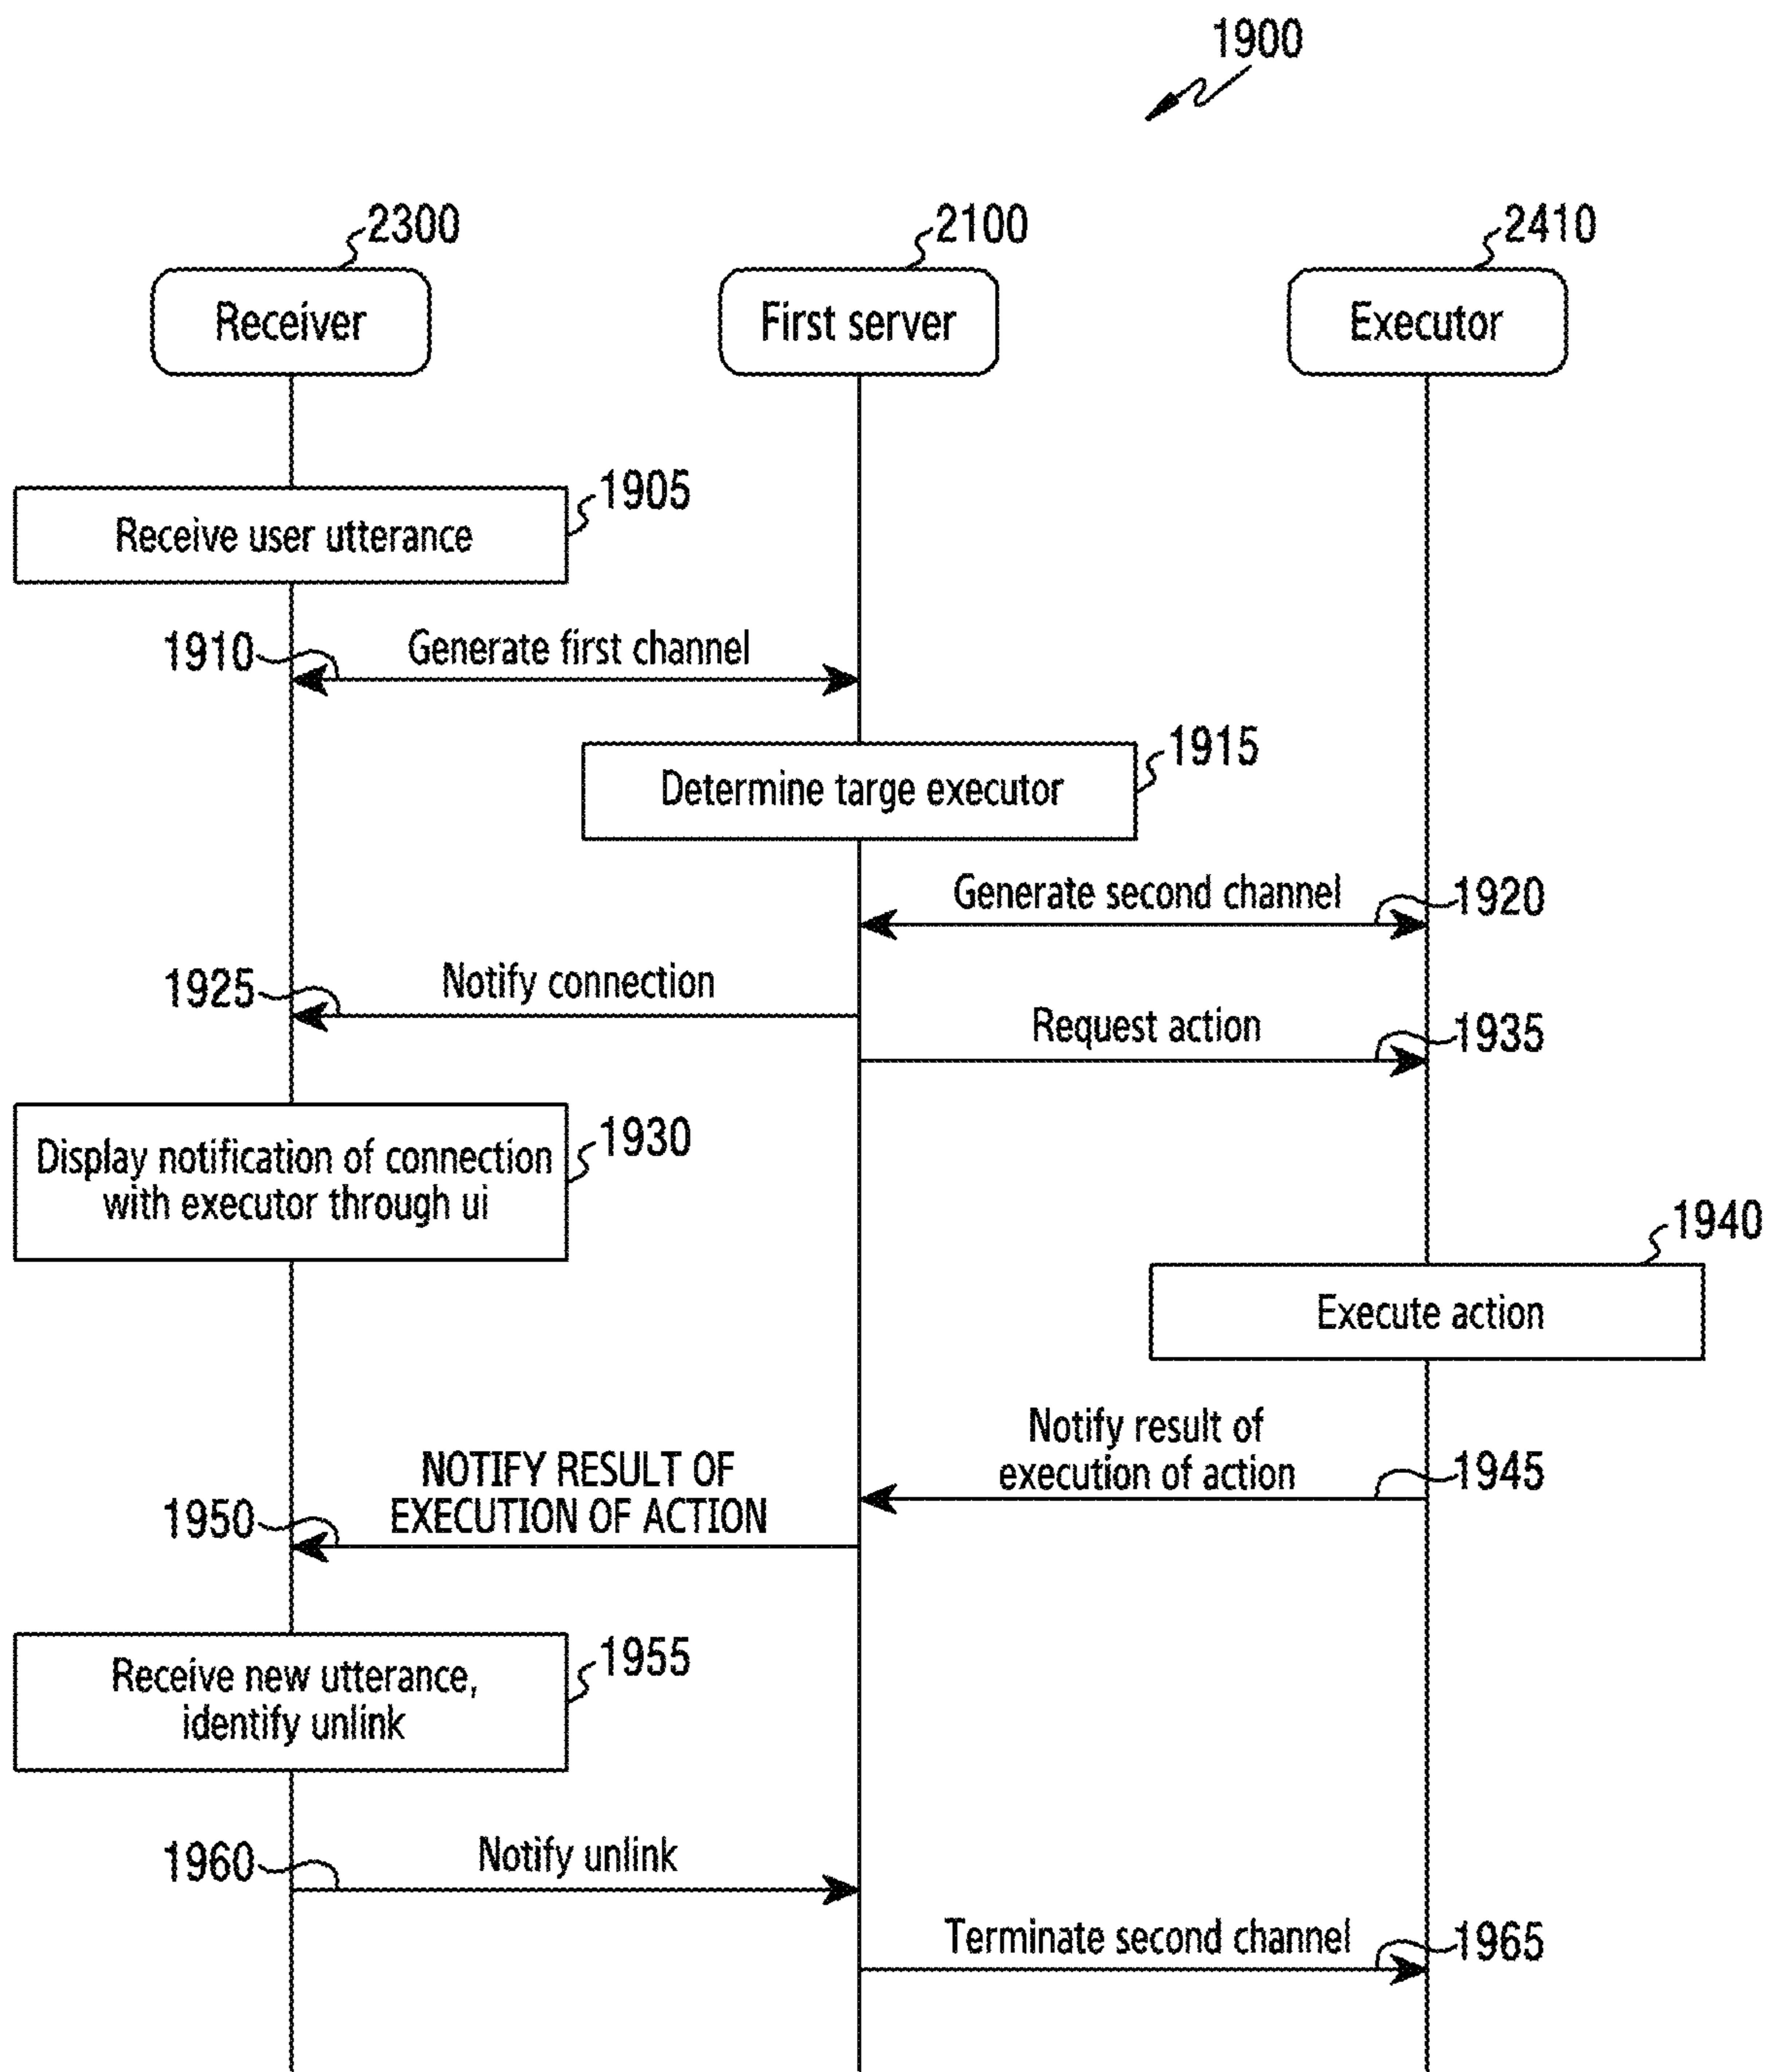 1900
2300
2100
2410
Receiver
First server
Executor
1905
Receive user utterance
1910
Generate first channel
1915
Determine targe executor
Generate second channel
1920
1925
Notify connection
Request action
1935
Display notification of connection
with executor through ui
1930
1940
Execute action
Notify result of
execution of action
1945
NOTIFY RESULT OF
EXECUTION OF ACTION
1950
Receive new utterance,
identify unlink
1955
1960
Notify unlink
Terminate second channel
1965